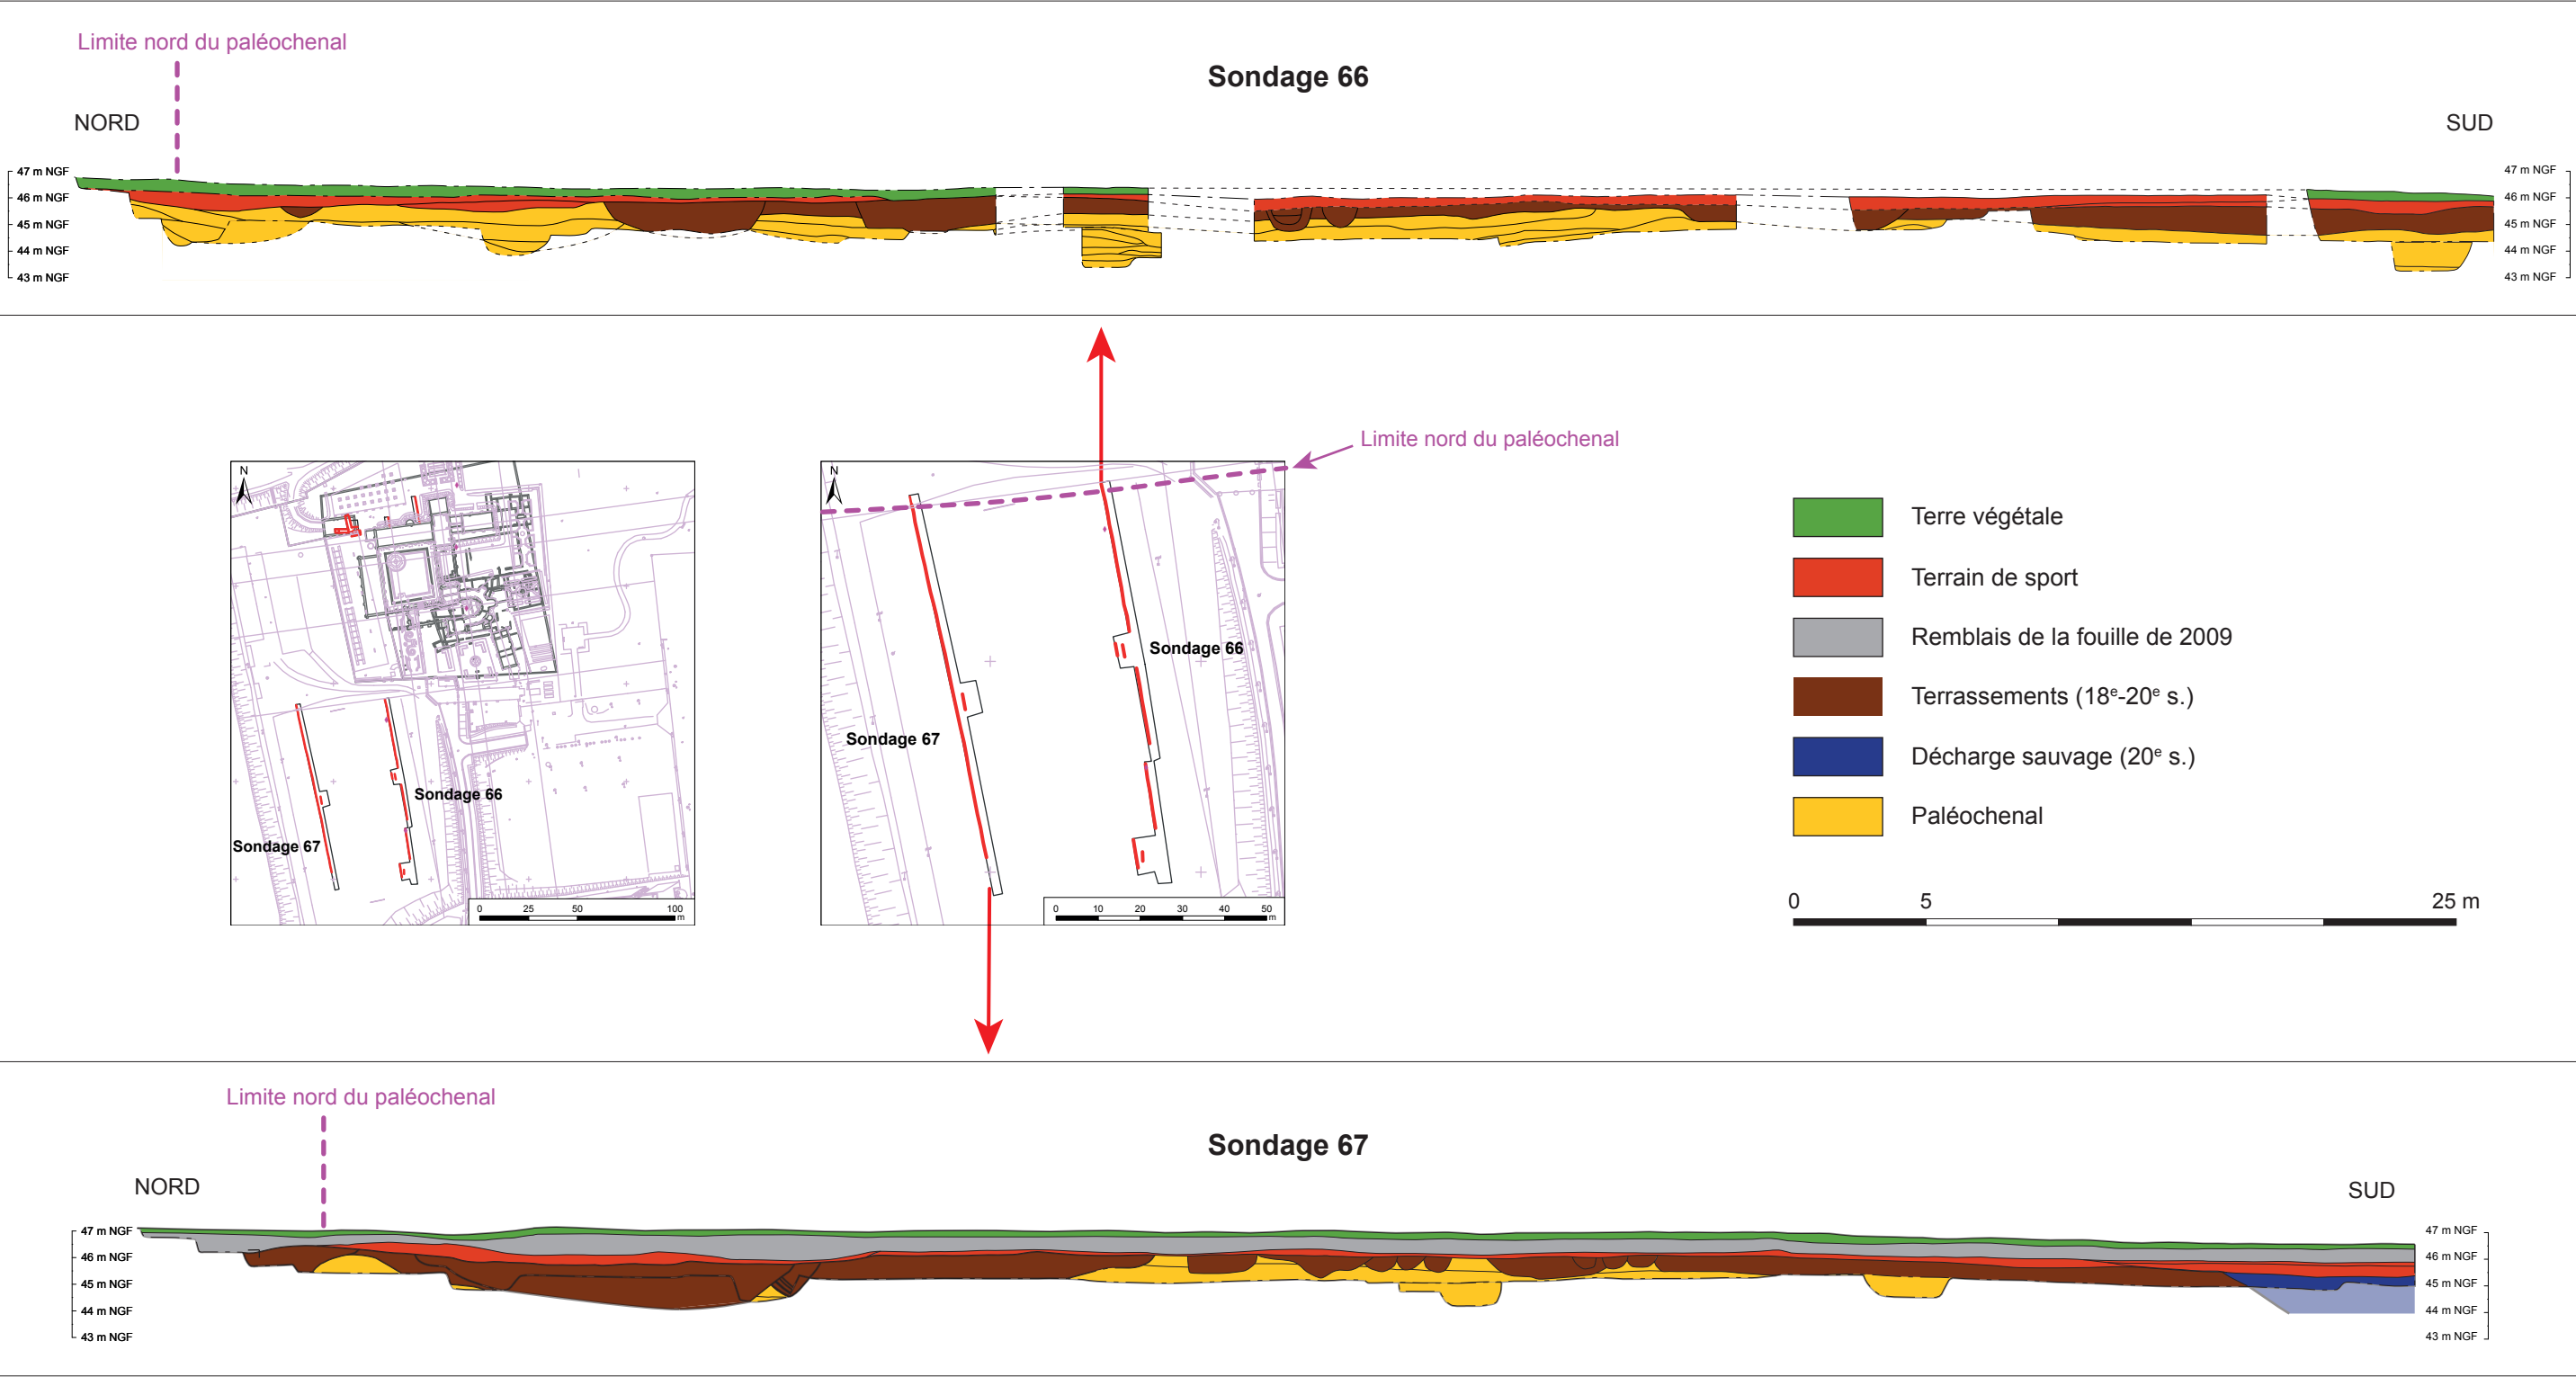 Limite nord du paléochenal
Sondage 66
NORD
SUD
47 m NGF
46 m NGF
45 m NGF
44 m NGF
43 m NGF
47 m NGF
46 m NGF
45 m NGF
44 m NGF
43 m NGF
Limite nord du paléochenal
N
Sondage 66
Sondage 67
0 25 50 100
m
N
Sondage 66
Sondage 67
0 10 20 30 40 50
m
Terre végétale
Terrain de sport
Remblais de la fouille de 2009
Terrassements (18e-20e s.)
Décharge sauvage (20e s.)
Paléochenal
0 5 25 m
Limite nord du paléochenal
Sondage 67
NORD
SUD
47 m NGF
46 m NGF
45 m NGF
44 m NGF
43 m NGF
47 m NGF
46 m NGF
45 m NGF
44 m NGF
43 m NGF